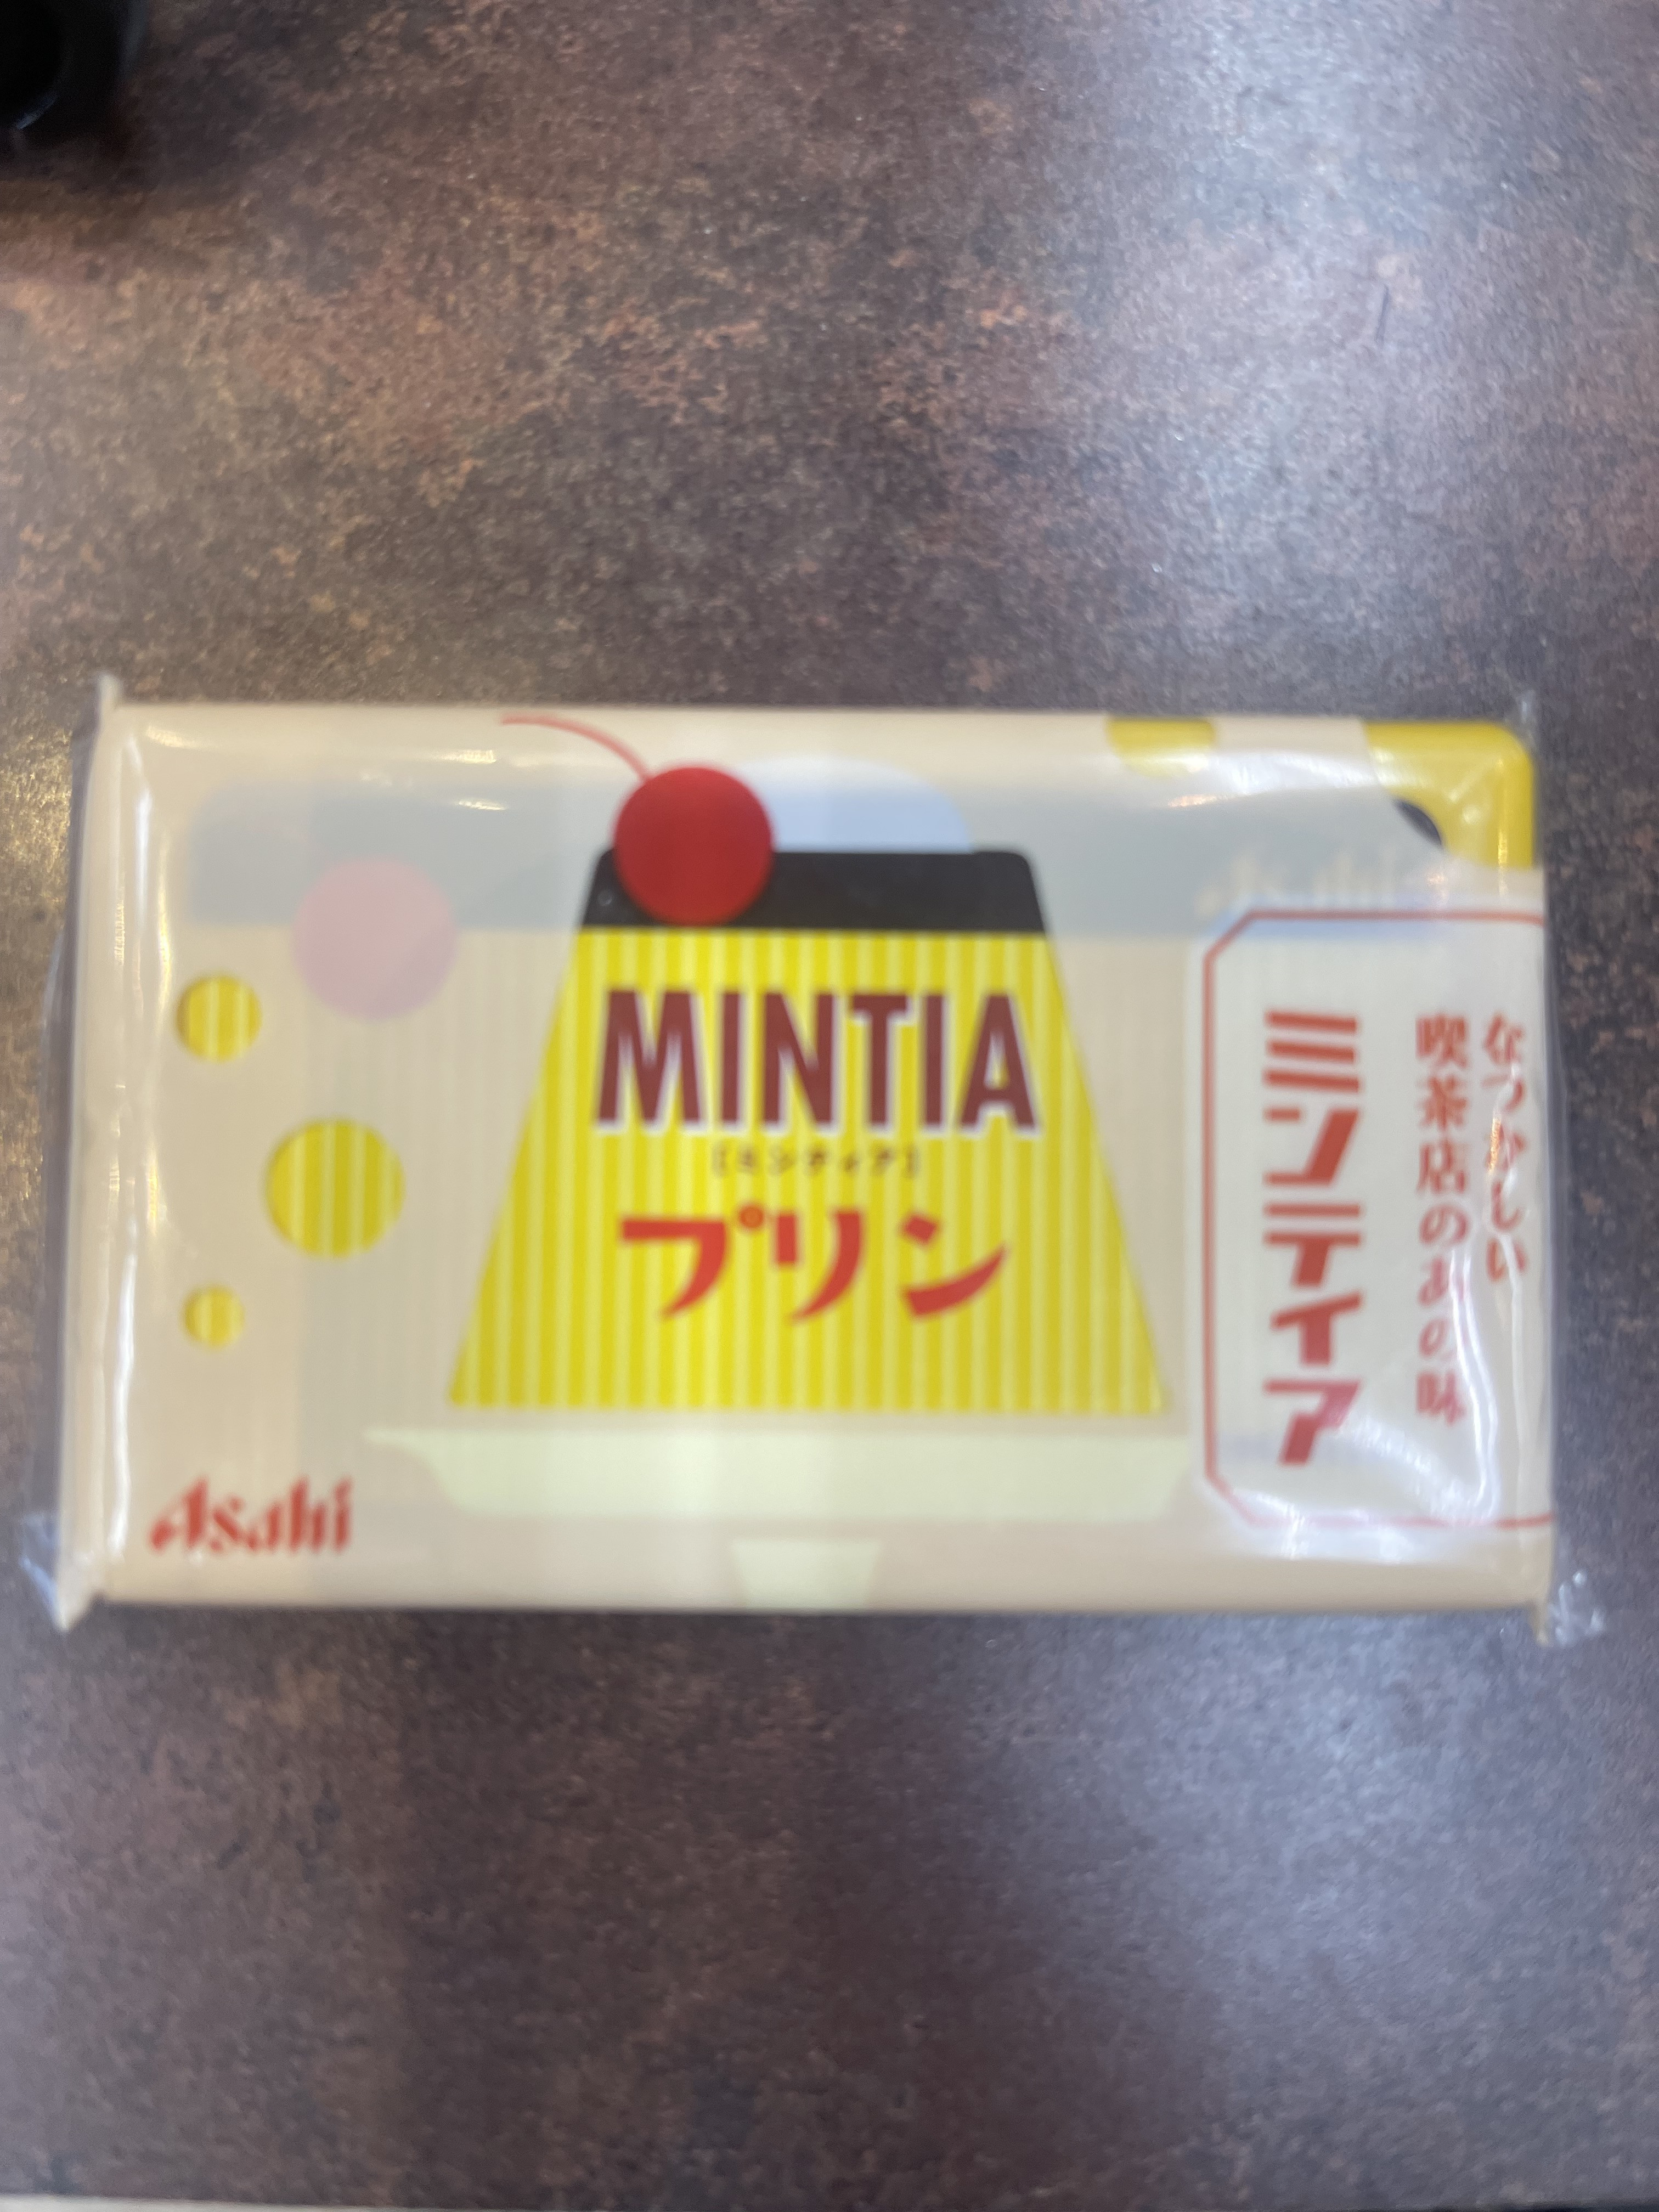 MINTIA
[ミンティア]
プリン
なつかしい
喫茶店のあの味
ミンティア
Asahi